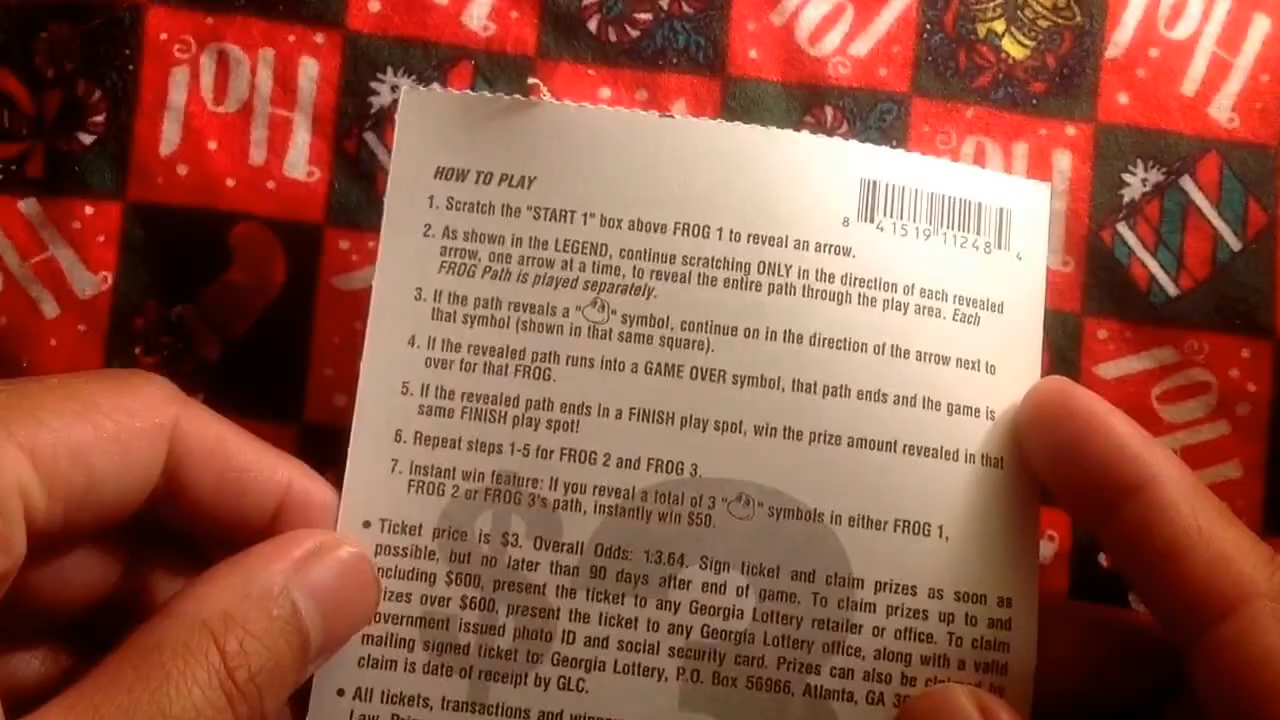 Ho!
Ho!
Ho!
HOW TO PLAY
8 41519 11248 4
1. Scratch the "START 1" box above FROG 1 to reveal an arrow.
2. As shown in the LEGEND, continue scratching ONLY in the direction of each revealed
arrow, one arrow at a time, to reveal the entire path through the play area. Each
FROG Path is played separately.
3. If the path reveals a "" symbol, continue on in the direction of the arrow next to
that symbol (shown in that same square).
4. If the revealed path runs into a GAME OVER symbol, that path ends and the game is
over for that FROG.
5. If the revealed path ends in a FINISH play spot, win the prize amount revealed in that
same FINISH play spot!
6. Repeat steps 1-5 for FROG 2 and FROG 3.
7. Instant win feature: If you reveal a total of 3 "" symbols in either FROG 1,
FROG 2 or FROG 3's path, instantly win $50.
• Ticket price is $3. Overall Odds: 1:3.64. Sign ticket and claim prizes as soon as
possible, but no later than 90 days after end of game. To claim prizes up to and
including $600, present the ticket to any Georgia Lottery retailer or office. To claim
prizes over $600, present the ticket to any Georgia Lottery office, along with a valid
government issued photo ID and social security card. Prizes can also be claimed by
mailing signed ticket to: Georgia Lottery, P.O. Box 56966, Atlanta, GA
claim is date of receipt by GLC.
• All tickets, transactions and